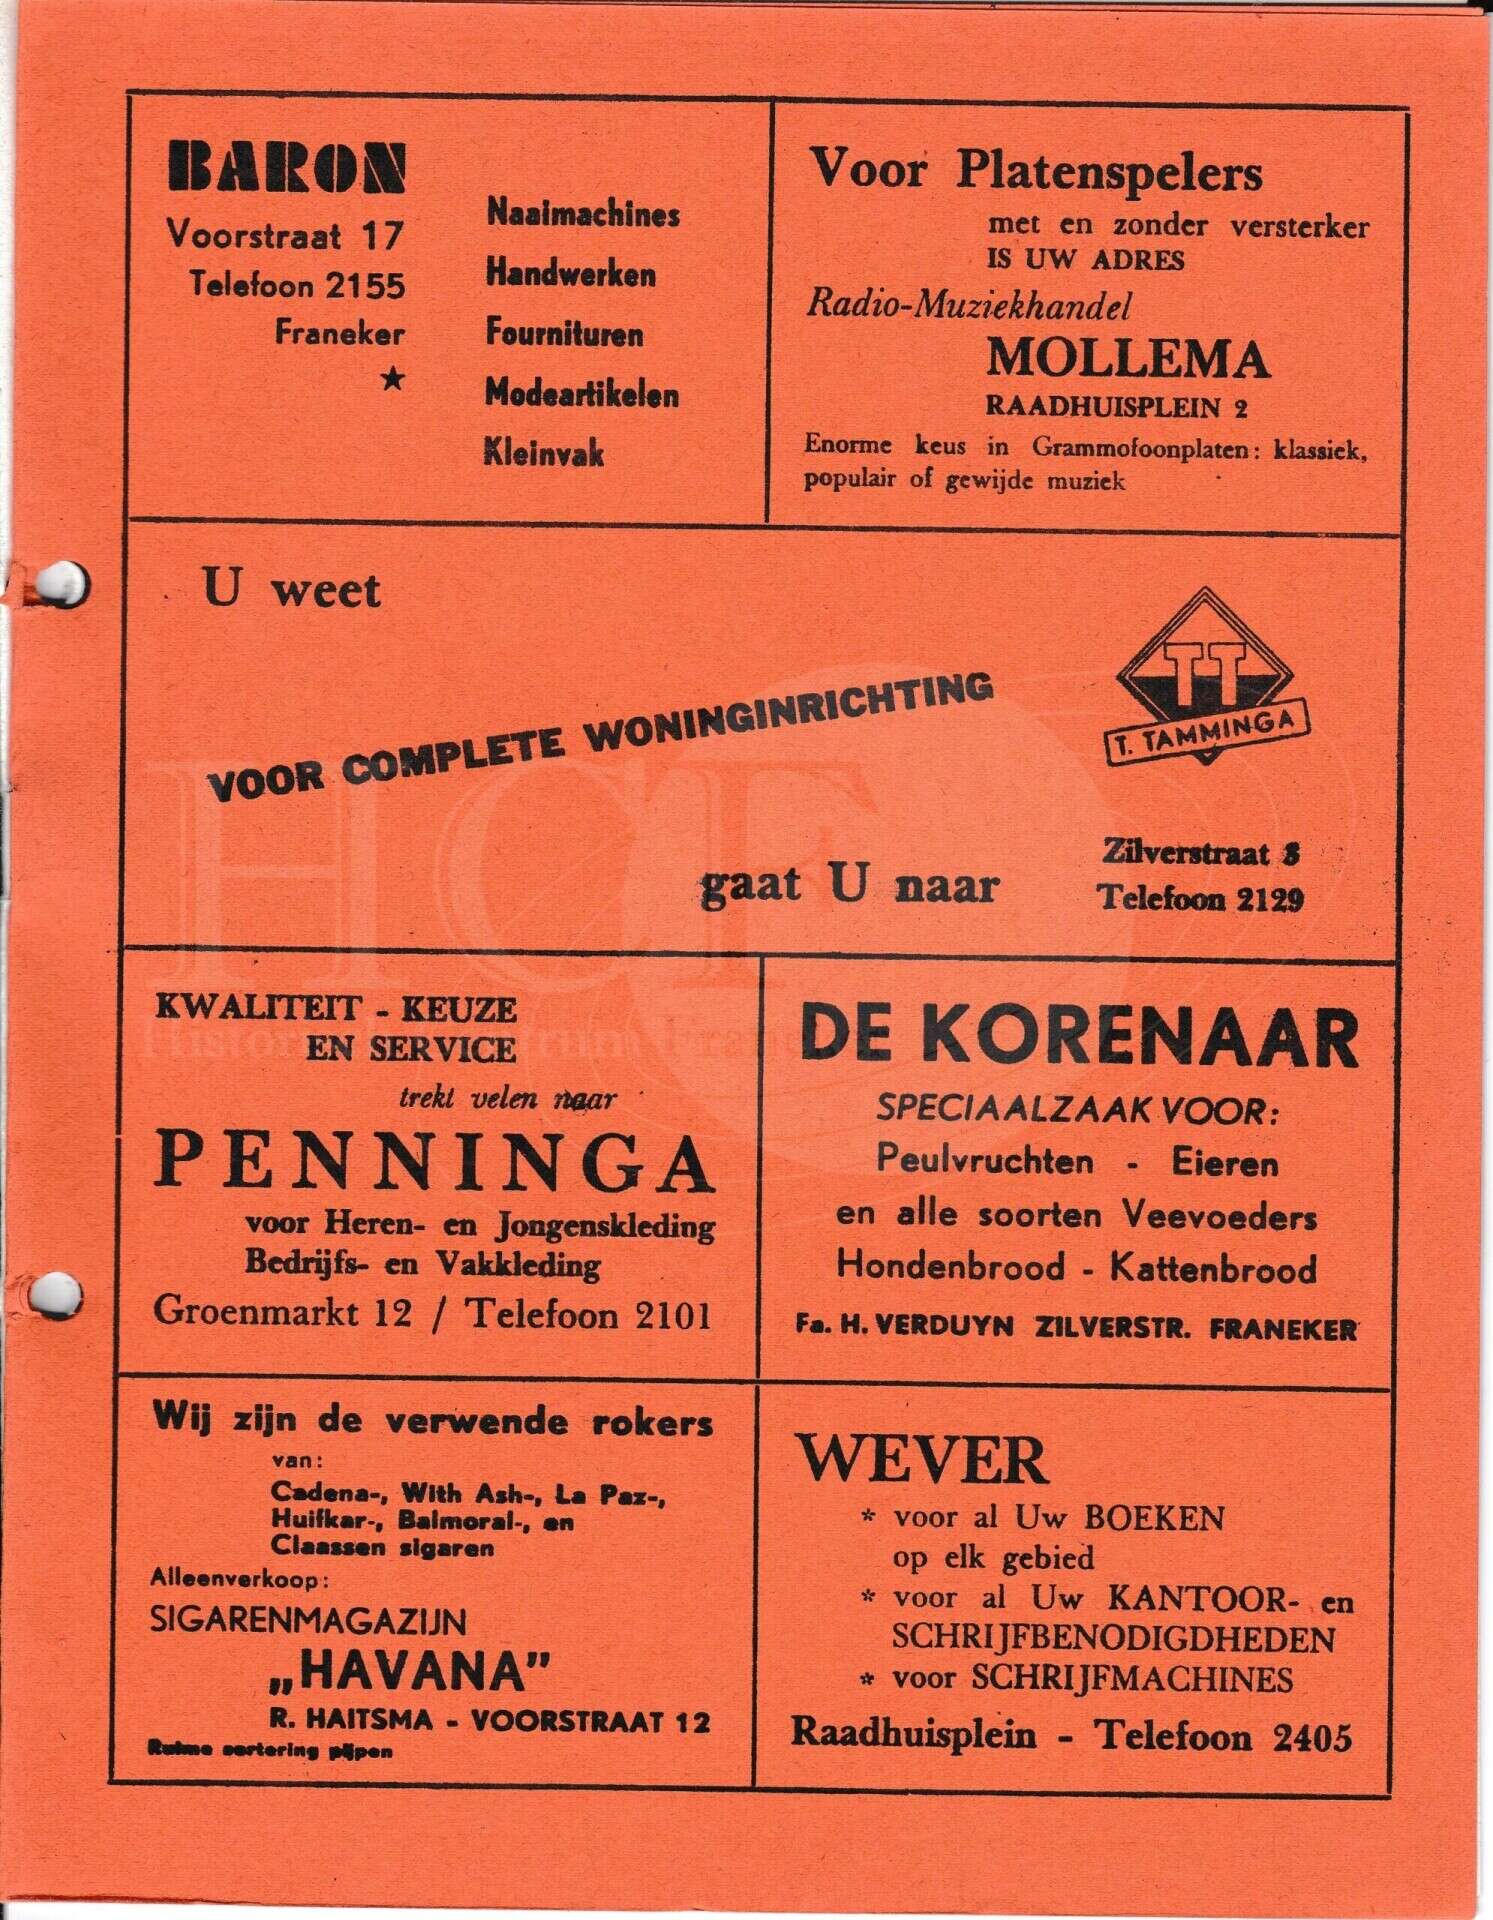 BARON
Voorstraat 17
Telefoon 2155
Franeker
Naaimachines
Handwerken
Fournituren
Modeartikelen
Kleinvak
Voor Platenspelers
met en zonder versterker
IS UW ADRES
Radio-Muziekhandel
MOLLEMA
RAADHUISPLEIN 2
Enorme keus in Grammofoonplaten: klassiek,
populair of gewijde muziek
U weet
VOOR COMPLETE WONINGINRICHTING
gaat U naar
TT
T. TAMMINGA
Zilverstraat
Telefoon 2129
HCF
KWALITEIT - KEUZE
EN SERVICE
trekt velen naar
PENNINGA
voor Heren- en Jongenskleding
Bedrijfs- en Vakkleding
Groenmarkt 12 / Telefoon 2101
DE KORENAAR
SPECIAALZAAK VOOR:
Peulvruchten - Eieren
en alle soorten Veevoeders
Hondenbrood - Kattenbrood
Fa. H. VERDUYN ZILVERSTR. FRANEKER
Wij zijn de verwende rokers
van:
Cadena-, With Ash-, La Paz-,
Huifkar-, Balmoral-, en
Claassen sigaren
Alleenverkoop:
SIGARENMAGAZIJN
„HAVANA”
R. HAITSMA - VOORSTRAAT 12
Ruime sortering pijpen
WEVER
* voor al Uw BOEKEN
op elk gebied
* voor al Uw KANTOOR- en
SCHRIJFBENODIGDHEDEN
* voor SCHRIJFMACHINES
Raadhuisplein - Telefoon 2405